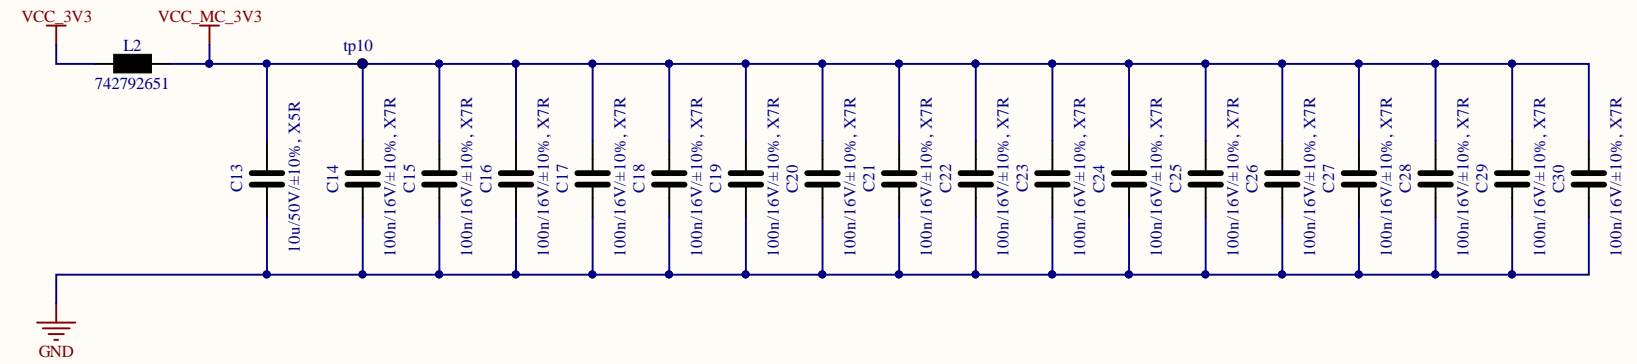 VCC_3V3
VCC_MC_3V3
L2
742792651
tp10
C13
10u/50V/±10%, X5R
C14
100n/16V/±10%, X7R
C15
100n/16V/±10%, X7R
C16
100n/16V/±10%, X7R
C17
100n/16V/±10%, X7R
C18
100n/16V/±10%, X7R
C19
100n/16V/±10%, X7R
C20
100n/16V/±10%, X7R
C21
100n/16V/±10%, X7R
C22
100n/16V/±10%, X7R
C23
100n/16V/±10%, X7R
C24
100n/16V/±10%, X7R
C25
100n/16V/±10%, X7R
C26
100n/16V/±10%, X7R
C27
100n/16V/±10%, X7R
C28
100n/16V/±10%, X7R
C29
100n/16V/±10%, X7R
C30
100n/16V/±10%, X7R
GND